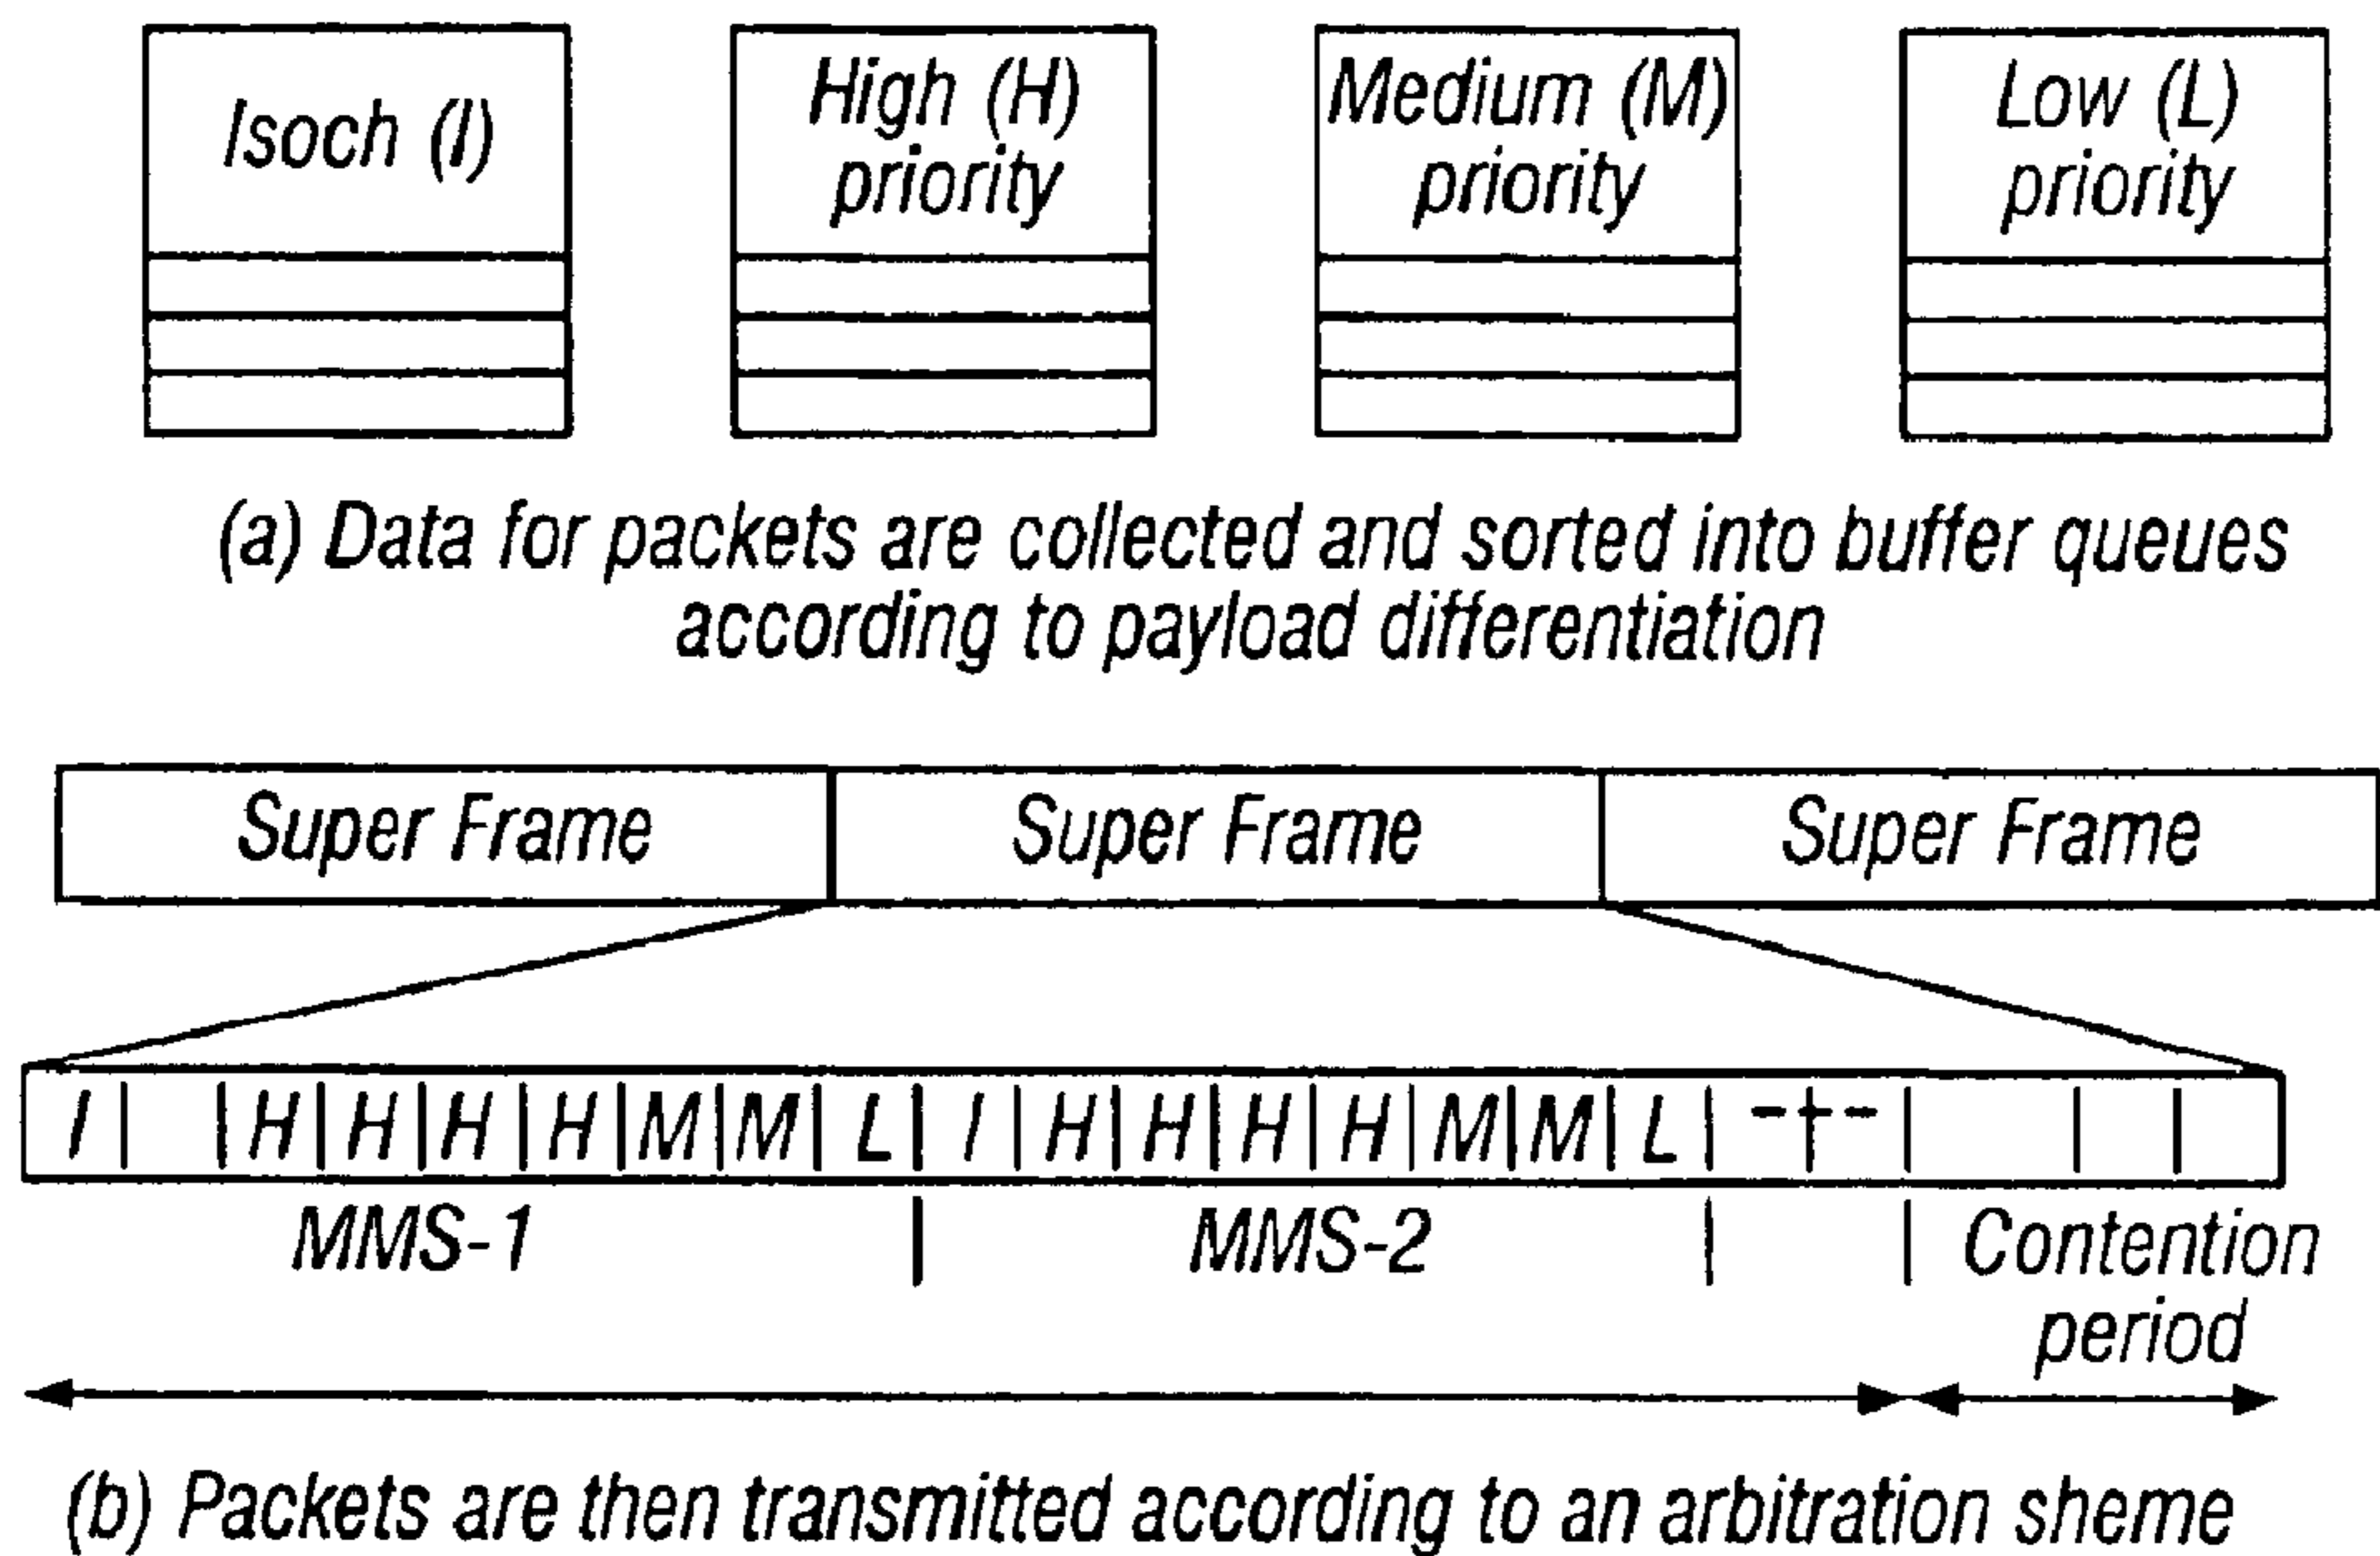 Isoch (I)
High (H)
priority
Medium (M)
priority
Low (L)
priority
(a) Data for packets are collected and sorted into buffer queues
according to payload differentiation
Super Frame Super Frame Super Frame
I H H H H M M L I H H H H M M L
MMS-1 MMS-2 Contention
period
(b) Packets are then transmitted according to an arbitration sheme